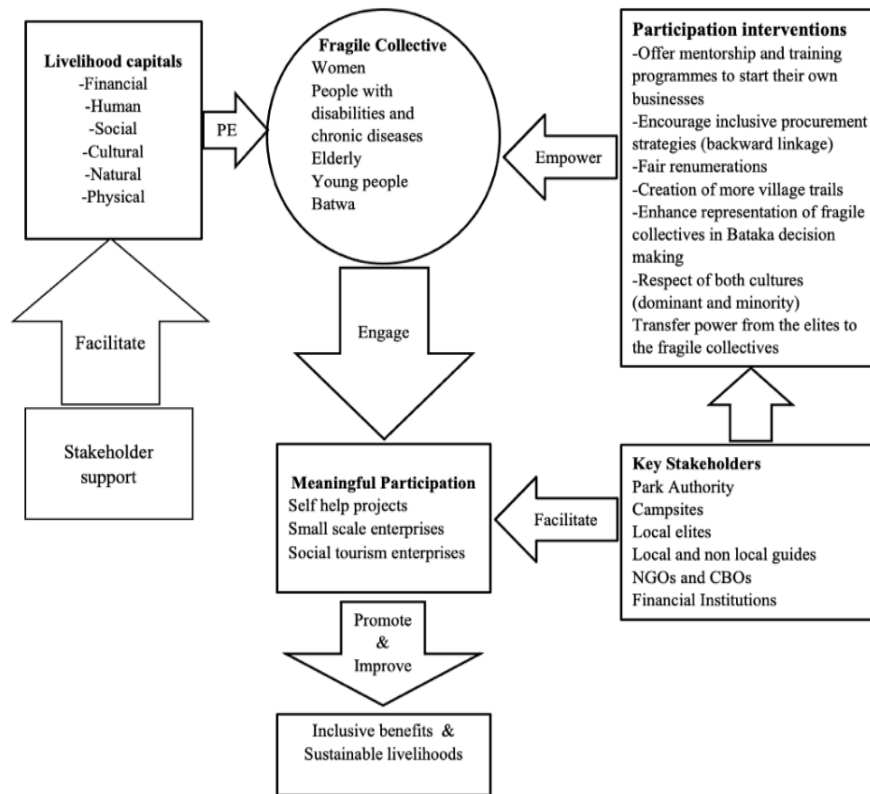 Livelihood capitals
-Financial
-Human
-Social
-Cultural
-Natural
-Physical
PE
Fragile Collective
Women
People with
disabilities and
chronic diseases
Elderly
Young people
Batwa
Empower
Participation interventions
-Offer mentorship and training
programmes to start their own
businesses
-Encourage inclusive procurement
strategies (backward linkage)
-Fair renumerations
-Creation of more village trails
-Enhance representation of fragile
collectives in Bataka decision
making
-Respect of both cultures
(dominant and minority)
Transfer power from the elites to
the fragile collectives
Facilitate
Engage
Stakeholder
support
Meaningful Participation
Self help projects
Small scale enterprises
Social tourism enterprises
Facilitate
Key Stakeholders
Park Authority
Campsites
Local elites
Local and non local guides
NGOs and CBOs
Financial Institutions
Promote
&
Improve
Inclusive benefits &
Sustainable livelihoods